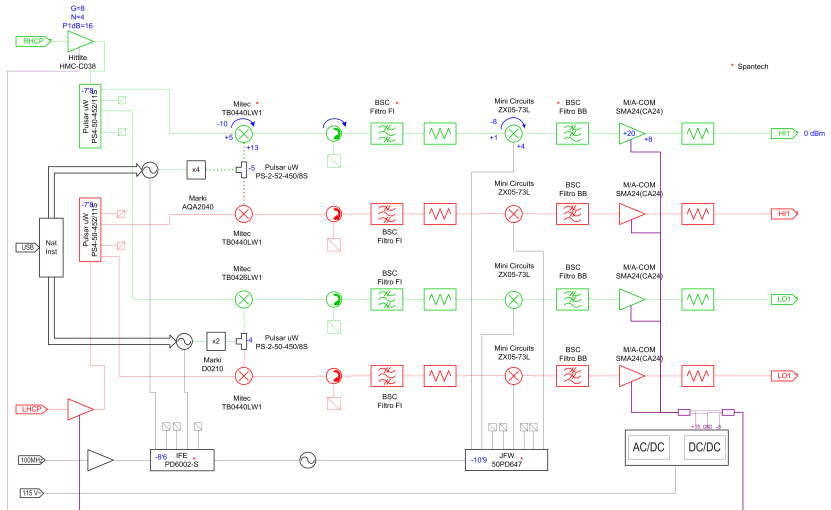 G=8
N=4
P1dB=16
RHCP
Hittite
HMC-C038
* Spantech
-7'8
Pulsar uW
PS4-50-452/11S
Mitec *
TB0440LW1
-10
+5
+13
BSC *
Filtro FI
Mini Circuits
ZX05-73L
-8
+1
+4
* BSC
Filtro BB
M/A-COM
SMA24(CA24)
+20
+8
HI1
0 dBm
x4
-5
Pulsar uW
PS-2-52-450/8S
Marki
AQA2040
-7'8
Pulsar uW
PS4-50-452/11S
Mitec
TB0440LW1
BSC
Filtro FI
Mini Circuits
ZX05-73L
BSC
Filtro BB
M/A-COM
SMA24(CA24)
HI1
USB
Nat
Inst
Mitec
TB0426LW1
BSC
Filtro FI
Mini Circuits
ZX05-73L
BSC
Filtro BB
M/A-COM
SMA24(CA24)
LO1
x2
-4
Pulsar uW
PS-2-50-450/8S
Marki
D0210
Mitec
TB0440LW1
BSC
Filtro FI
Mini Circuits
ZX05-73L
BSC
Filtro BB
M/A-COM
SMA24(CA24)
LO1
LHCP
+15 GND -5
AC/DC
DC/DC
100MHz
-8'6
IFE *
PD6002-S
-10'9
JFW *
50PD647
115 V~